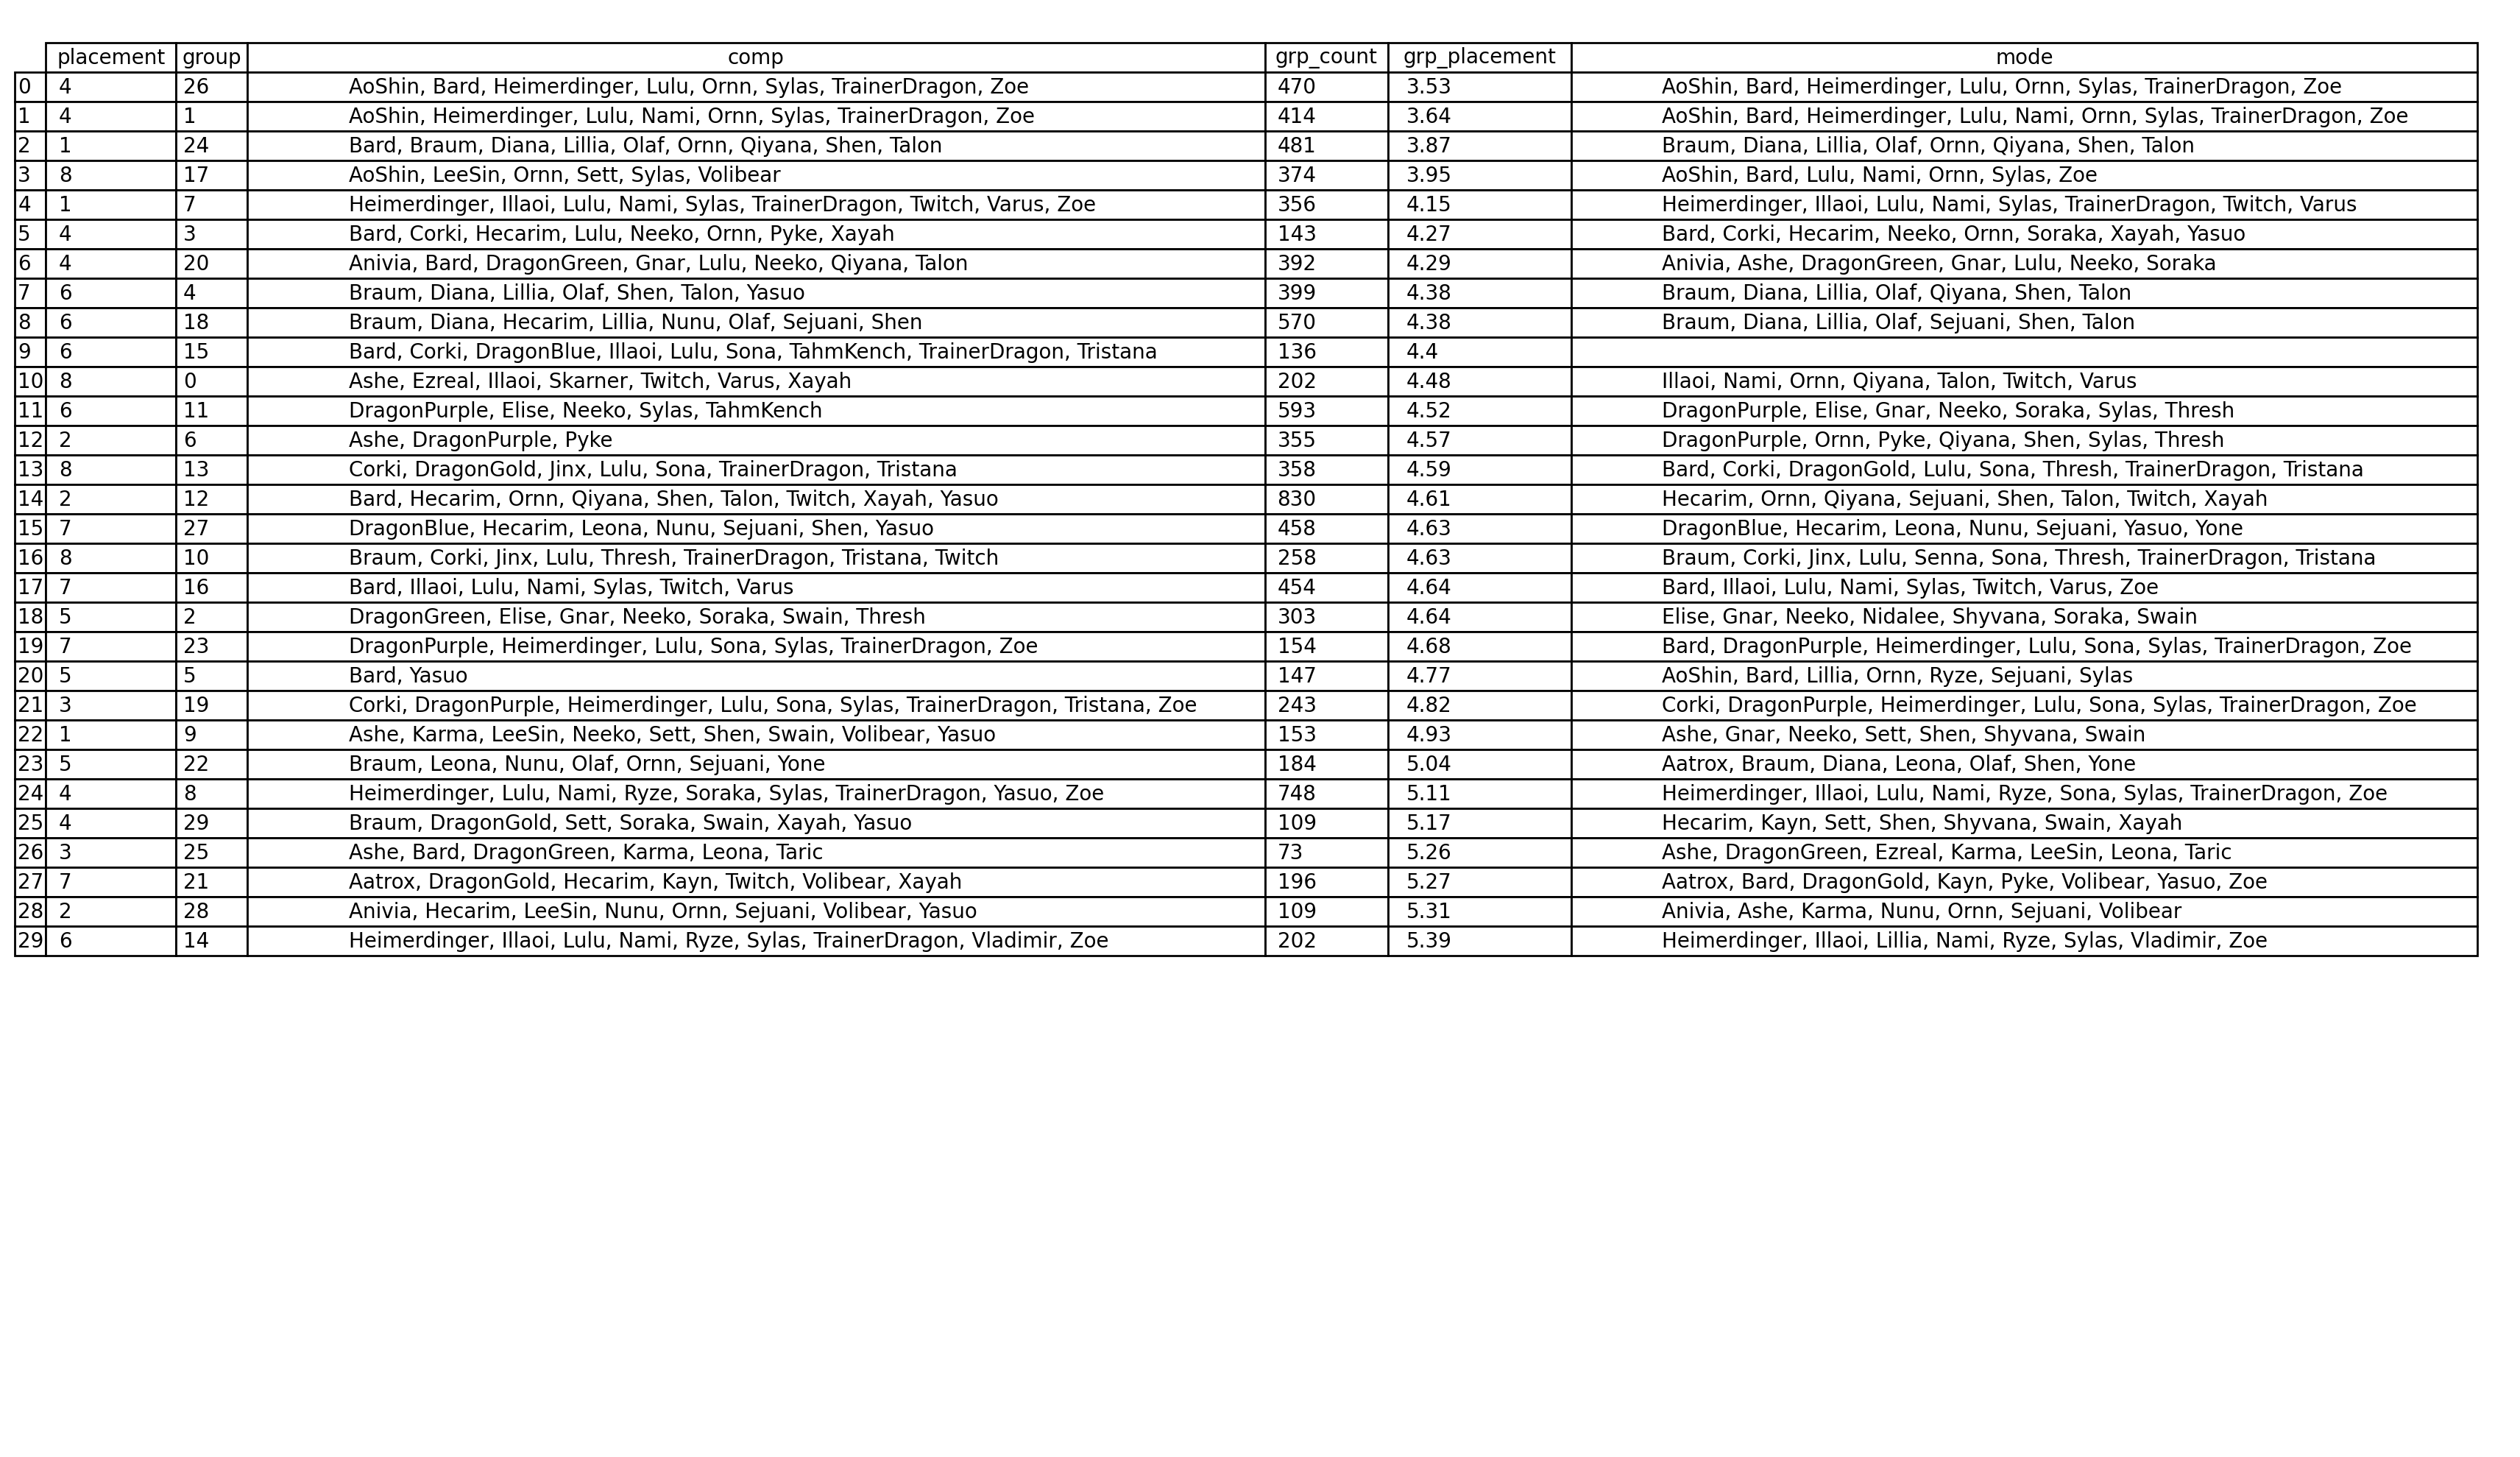 placement group comp grp_count grp_placement mode
0 4 26 AoShin, Bard, Heimerdinger, Lulu, Ornn, Sylas, TrainerDragon, Zoe 470 3.53 AoShin, Bard, Heimerdinger, Lulu, Ornn, Sylas, TrainerDragon, Zoe
1 4 1 AoShin, Heimerdinger, Lulu, Nami, Ornn, Sylas, TrainerDragon, Zoe 414 3.64 AoShin, Bard, Heimerdinger, Lulu, Nami, Ornn, Sylas, TrainerDragon, Zoe
2 1 24 Bard, Braum, Diana, Lillia, Olaf, Ornn, Qiyana, Shen, Talon 481 3.87 Braum, Diana, Lillia, Olaf, Ornn, Qiyana, Shen, Talon
3 8 17 AoShin, LeeSin, Ornn, Sett, Sylas, Volibear 374 3.95 AoShin, Bard, Lulu, Nami, Ornn, Sylas, Zoe
4 1 7 Heimerdinger, Illaoi, Lulu, Nami, Sylas, TrainerDragon, Twitch, Varus, Zoe 356 4.15 Heimerdinger, Illaoi, Lulu, Nami, Sylas, TrainerDragon, Twitch, Varus
5 4 3 Bard, Corki, Hecarim, Lulu, Neeko, Ornn, Pyke, Xayah 143 4.27 Bard, Corki, Hecarim, Neeko, Ornn, Soraka, Xayah, Yasuo
6 4 20 Anivia, Bard, DragonGreen, Gnar, Lulu, Neeko, Qiyana, Talon 392 4.29 Anivia, Ashe, DragonGreen, Gnar, Lulu, Neeko, Soraka
7 6 4 Braum, Diana, Lillia, Olaf, Shen, Talon, Yasuo 399 4.38 Braum, Diana, Lillia, Olaf, Qiyana, Shen, Talon
8 6 18 Braum, Diana, Hecarim, Lillia, Nunu, Olaf, Sejuani, Shen 570 4.38 Braum, Diana, Lillia, Olaf, Sejuani, Shen, Talon
9 6 15 Bard, Corki, DragonBlue, Illaoi, Lulu, Sona, TahmKench, TrainerDragon, Tristana 136 4.4
10 8 0 Ashe, Ezreal, Illaoi, Skarner, Twitch, Varus, Xayah 202 4.48 Illaoi, Nami, Ornn, Qiyana, Talon, Twitch, Varus
11 6 11 DragonPurple, Elise, Neeko, Sylas, TahmKench 593 4.52 DragonPurple, Elise, Gnar, Neeko, Soraka, Sylas, Thresh
12 2 6 Ashe, DragonPurple, Pyke 355 4.57 DragonPurple, Ornn, Pyke, Qiyana, Shen, Sylas, Thresh
13 8 13 Corki, DragonGold, Jinx, Lulu, Sona, TrainerDragon, Tristana 358 4.59 Bard, Corki, DragonGold, Lulu, Sona, Thresh, TrainerDragon, Tristana
14 2 12 Bard, Hecarim, Ornn, Qiyana, Shen, Talon, Twitch, Xayah, Yasuo 830 4.61 Hecarim, Ornn, Qiyana, Sejuani, Shen, Talon, Twitch, Xayah
15 7 27 DragonBlue, Hecarim, Leona, Nunu, Sejuani, Shen, Yasuo 458 4.63 DragonBlue, Hecarim, Leona, Nunu, Sejuani, Yasuo, Yone
16 8 10 Braum, Corki, Jinx, Lulu, Thresh, TrainerDragon, Tristana, Twitch 258 4.63 Braum, Corki, Jinx, Lulu, Senna, Sona, Thresh, TrainerDragon, Tristana
17 7 16 Bard, Illaoi, Lulu, Nami, Sylas, Twitch, Varus 454 4.64 Bard, Illaoi, Lulu, Nami, Sylas, Twitch, Varus, Zoe
18 5 2 DragonGreen, Elise, Gnar, Neeko, Soraka, Swain, Thresh 303 4.64 Elise, Gnar, Neeko, Nidalee, Shyvana, Soraka, Swain
19 7 23 DragonPurple, Heimerdinger, Lulu, Sona, Sylas, TrainerDragon, Zoe 154 4.68 Bard, DragonPurple, Heimerdinger, Lulu, Sona, Sylas, TrainerDragon, Zoe
20 5 5 Bard, Yasuo 147 4.77 AoShin, Bard, Lillia, Ornn, Ryze, Sejuani, Sylas
21 3 19 Corki, DragonPurple, Heimerdinger, Lulu, Sona, Sylas, TrainerDragon, Tristana, Zoe 243 4.82 Corki, DragonPurple, Heimerdinger, Lulu, Sona, Sylas, TrainerDragon, Zoe
22 1 9 Ashe, Karma, LeeSin, Neeko, Sett, Shen, Swain, Volibear, Yasuo 153 4.93 Ashe, Gnar, Neeko, Sett, Shen, Shyvana, Swain
23 5 22 Braum, Leona, Nunu, Olaf, Ornn, Sejuani, Yone 184 5.04 Aatrox, Braum, Diana, Leona, Olaf, Shen, Yone
24 4 8 Heimerdinger, Lulu, Nami, Ryze, Soraka, Sylas, TrainerDragon, Yasuo, Zoe 748 5.11 Heimerdinger, Illaoi, Lulu, Nami, Ryze, Sona, Sylas, TrainerDragon, Zoe
25 4 29 Braum, DragonGold, Sett, Soraka, Swain, Xayah, Yasuo 109 5.17 Hecarim, Kayn, Sett, Shen, Shyvana, Swain, Xayah
26 3 25 Ashe, Bard, DragonGreen, Karma, Leona, Taric 73 5.26 Ashe, DragonGreen, Ezreal, Karma, LeeSin, Leona, Taric
27 7 21 Aatrox, DragonGold, Hecarim, Kayn, Twitch, Volibear, Xayah 196 5.27 Aatrox, Bard, DragonGold, Kayn, Pyke, Volibear, Yasuo, Zoe
28 2 28 Anivia, Hecarim, LeeSin, Nunu, Ornn, Sejuani, Volibear, Yasuo 109 5.31 Anivia, Ashe, Karma, Nunu, Ornn, Sejuani, Volibear
29 6 14 Heimerdinger, Illaoi, Lulu, Nami, Ryze, Sylas, TrainerDragon, Vladimir, Zoe 202 5.39 Heimerdinger, Illaoi, Lillia, Nami, Ryze, Sylas, Vladimir, Zoe